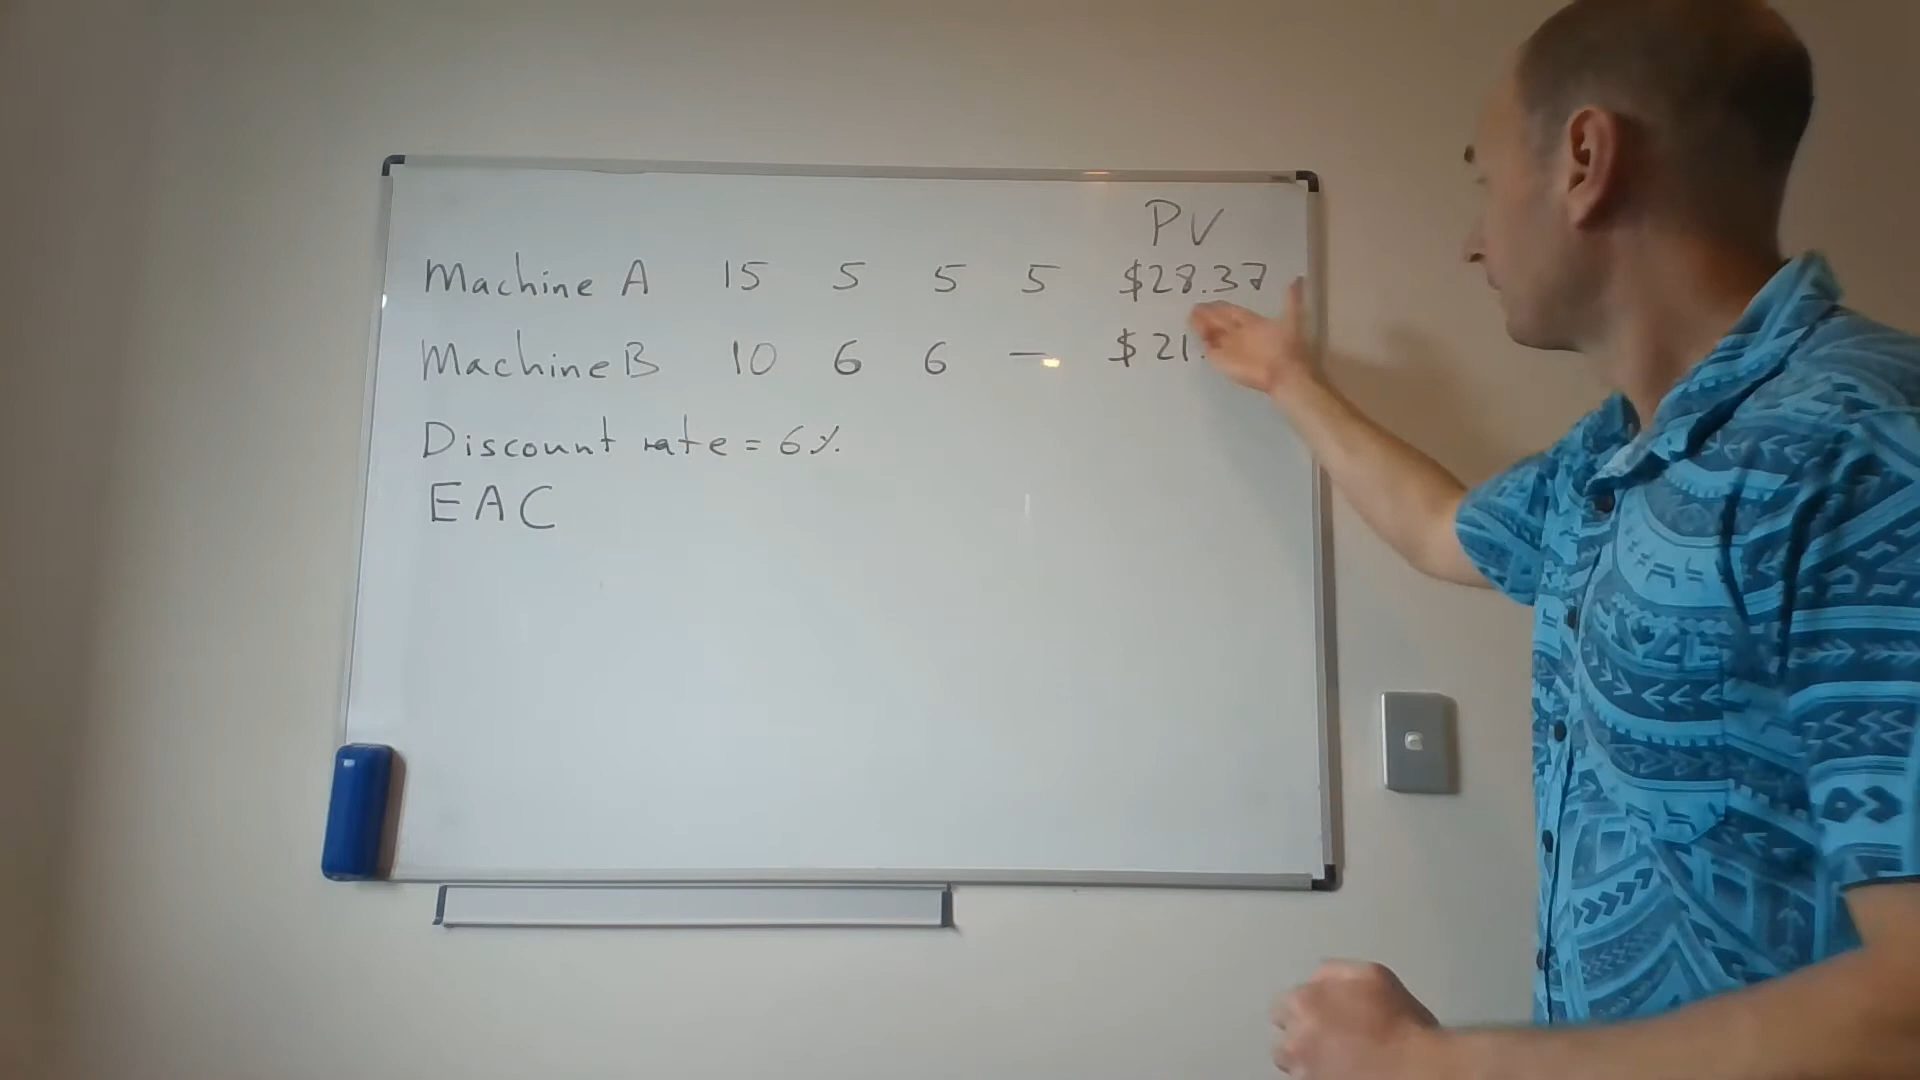 PV
Machine A 15 5 5 5 $28.37
Machine B 10 6 6 — $21.
Discount rate = 6%
EAC